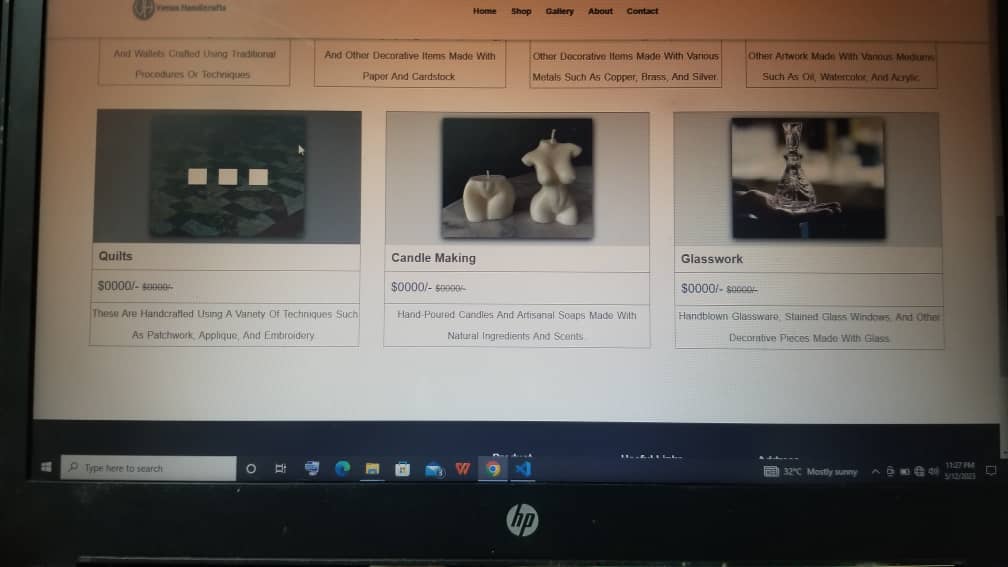 Venus Handicrafts
Home Shop Gallery About Contact
And Wallets Crafted Using Traditional
Procedures Or Techniques
And Other Decorative Items Made With
Paper And Cardstock
Other Decorative Items Made With Various
Metals Such As Copper, Brass, And Silver.
Other Artwork Made With Various Mediums
Such As Oil, Watercolor, And Acrylic.
Quilts
$0000/- $0000/-
These Are Handcrafted Using A Variety Of Techniques Such
As Patchwork, Applique, And Embroidery.
Candle Making
$0000/- $0000/-
Hand-Poured Candles And Artisanal Soaps Made With
Natural Ingredients And Scents.
Glasswork
$0000/- $0000/-
Handblown Glassware, Stained Glass Windows, And Other
Decorative Pieces Made With Glass.
Product Useful Links Address
Type here to search
32°C Mostly sunny
11:27 PM
5/12/2023
hp